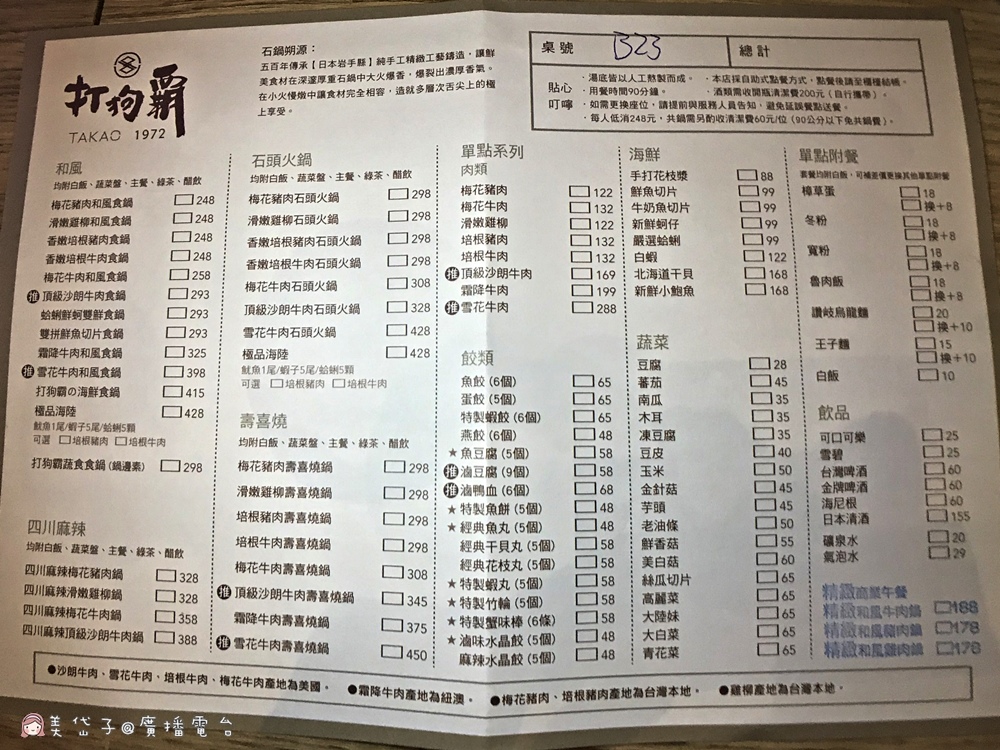 打狗霸
TAKAO 1972
石鍋朔源：
五百年傳承【日本岩手縣】純手工精緻工藝鑄造，讓鮮
美食材在深邃厚重石鍋中大火爆香，爆裂出濃厚香氣。
在小火慢燉中讓食材完全相容，造就多層次舌尖上的極
上享受。
桌號 B23 總計
貼心叮嚀
．湯底皆以人工熬製而成。 ．本店採自助式點餐方式，點餐後請至櫃檯結帳。
．用餐時間90分鐘。 ．酒類需收開瓶清潔費200元（自行攜帶）。
．如需更換座位，請提前與服務人員告知，避免延誤餐點送餐。
．每人低消248元，共鍋需另酌收清潔費60元/位（90公分以下免共鍋費）。
和風
均附白飯、蔬菜盤、主餐、綠茶、醋飲
梅花豬肉和風食鍋 248
滑嫩雞柳和風食鍋 248
香嫩培根豬肉食鍋 248
香嫩培根牛肉食鍋 248
梅花牛肉和風食鍋 258
推 頂級沙朗牛肉食鍋 293
蛤蜊鮮蚵雙鮮食鍋 293
雙拼鮮魚切片食鍋 293
霜降牛肉和風食鍋 325
推 雪花牛肉和風食鍋 398
打狗霸の海鮮食鍋 415
極品海陸 428
魷魚1尾/蝦子5尾/蛤蜊5顆
可選 培根豬肉 培根牛肉
打狗霸蔬食食鍋 (鍋邊素) 298
四川麻辣
均附白飯、蔬菜盤、主餐、綠茶、醋飲
四川麻辣梅花豬肉鍋 328
四川麻辣滑嫩雞柳鍋 328
四川麻辣梅花牛肉鍋 358
四川麻辣頂級沙朗牛肉鍋 388
石頭火鍋
均附白飯、蔬菜盤、主餐、綠茶、醋飲
梅花豬肉石頭火鍋 298
滑嫩雞柳石頭火鍋 298
香嫩培根豬肉石頭火鍋 298
香嫩培根牛肉石頭火鍋 298
梅花牛肉石頭火鍋 308
頂級沙朗牛肉石頭火鍋 328
雪花牛肉石頭火鍋 428
極品海陸 428
魷魚1尾/蝦子5尾/蛤蜊5顆
可選 培根豬肉 培根牛肉
壽喜燒
均附白飯、蔬菜盤、主餐、綠茶、醋飲
梅花豬肉壽喜燒鍋 298
滑嫩雞柳壽喜燒鍋 298
培根豬肉壽喜燒鍋 298
培根牛肉壽喜燒鍋 298
梅花牛肉壽喜燒鍋 308
推 頂級沙朗牛肉壽喜燒鍋 345
霜降牛肉壽喜燒鍋 375
推 雪花牛肉壽喜燒鍋 450
單點系列
肉類
梅花豬肉 122
梅花牛肉 132
滑嫩雞柳 122
培根豬肉 132
培根牛肉 132
推 頂級沙朗牛肉 169
霜降牛肉 199
推 雪花牛肉 288
餃類
魚餃 (6個) 65
蛋餃 (5個) 65
特製蝦餃 (6個) 65
燕餃 (6個) 48
★魚豆腐 (5個) 58
推 滷豆腐 (9個) 58
推 滷鴨血 (6個) 68
★特製魚餅 (5個) 48
★經典魚丸 (5個) 48
經典干貝丸 (5個) 58
經典花枝丸 (5個) 58
★特製蝦丸 (5個) 58
★特製竹輪 (5個) 58
★特製蟹味棒 (6條) 58
★滷味水晶餃 (5個) 48
麻辣水晶餃 (5個) 48
海鮮
手打花枝漿 88
鮮魚切片 99
牛奶魚切片 99
新鮮蚵仔 99
嚴選蛤蜊 99
白蝦 122
北海道干貝 168
新鮮小鮑魚 168
蔬菜
豆腐 28
蕃茄 45
南瓜 35
木耳 35
凍豆腐 35
豆皮 40
玉米 50
金針菇 45
芋頭 45
老油條 50
鮮香菇 55
美白菇 60
絲瓜切片 65
高麗菜 65
大陸妹 65
大白菜 65
青花菜 65
單點附餐
套餐均附白飯，可補差價更換其他單點附餐
樟草蛋 18
換+8
冬粉 18
換+8
寬粉 18
換+8
魯肉飯 18
換+8
讚岐烏龍麵 20
換+10
王子麵 15
換+10
白飯 10
飲品
可口可樂 25
雪碧 25
台灣啤酒 60
金牌啤酒 60
海尼根 60
日本清酒 155
礦泉水 20
氣泡水 29
精緻商業午餐
精緻和風牛肉鍋 188
精緻和風豬肉鍋 178
精緻和風雞肉鍋 178
●沙朗牛肉、雪花牛肉、培根牛肉、梅花牛肉產地為美國。 ●霜降牛肉產地為紐澳。 ●梅花豬肉、培根豬肉產地為台灣本地。 ●雞柳產地為台灣本地。
美岱子@廣播電台